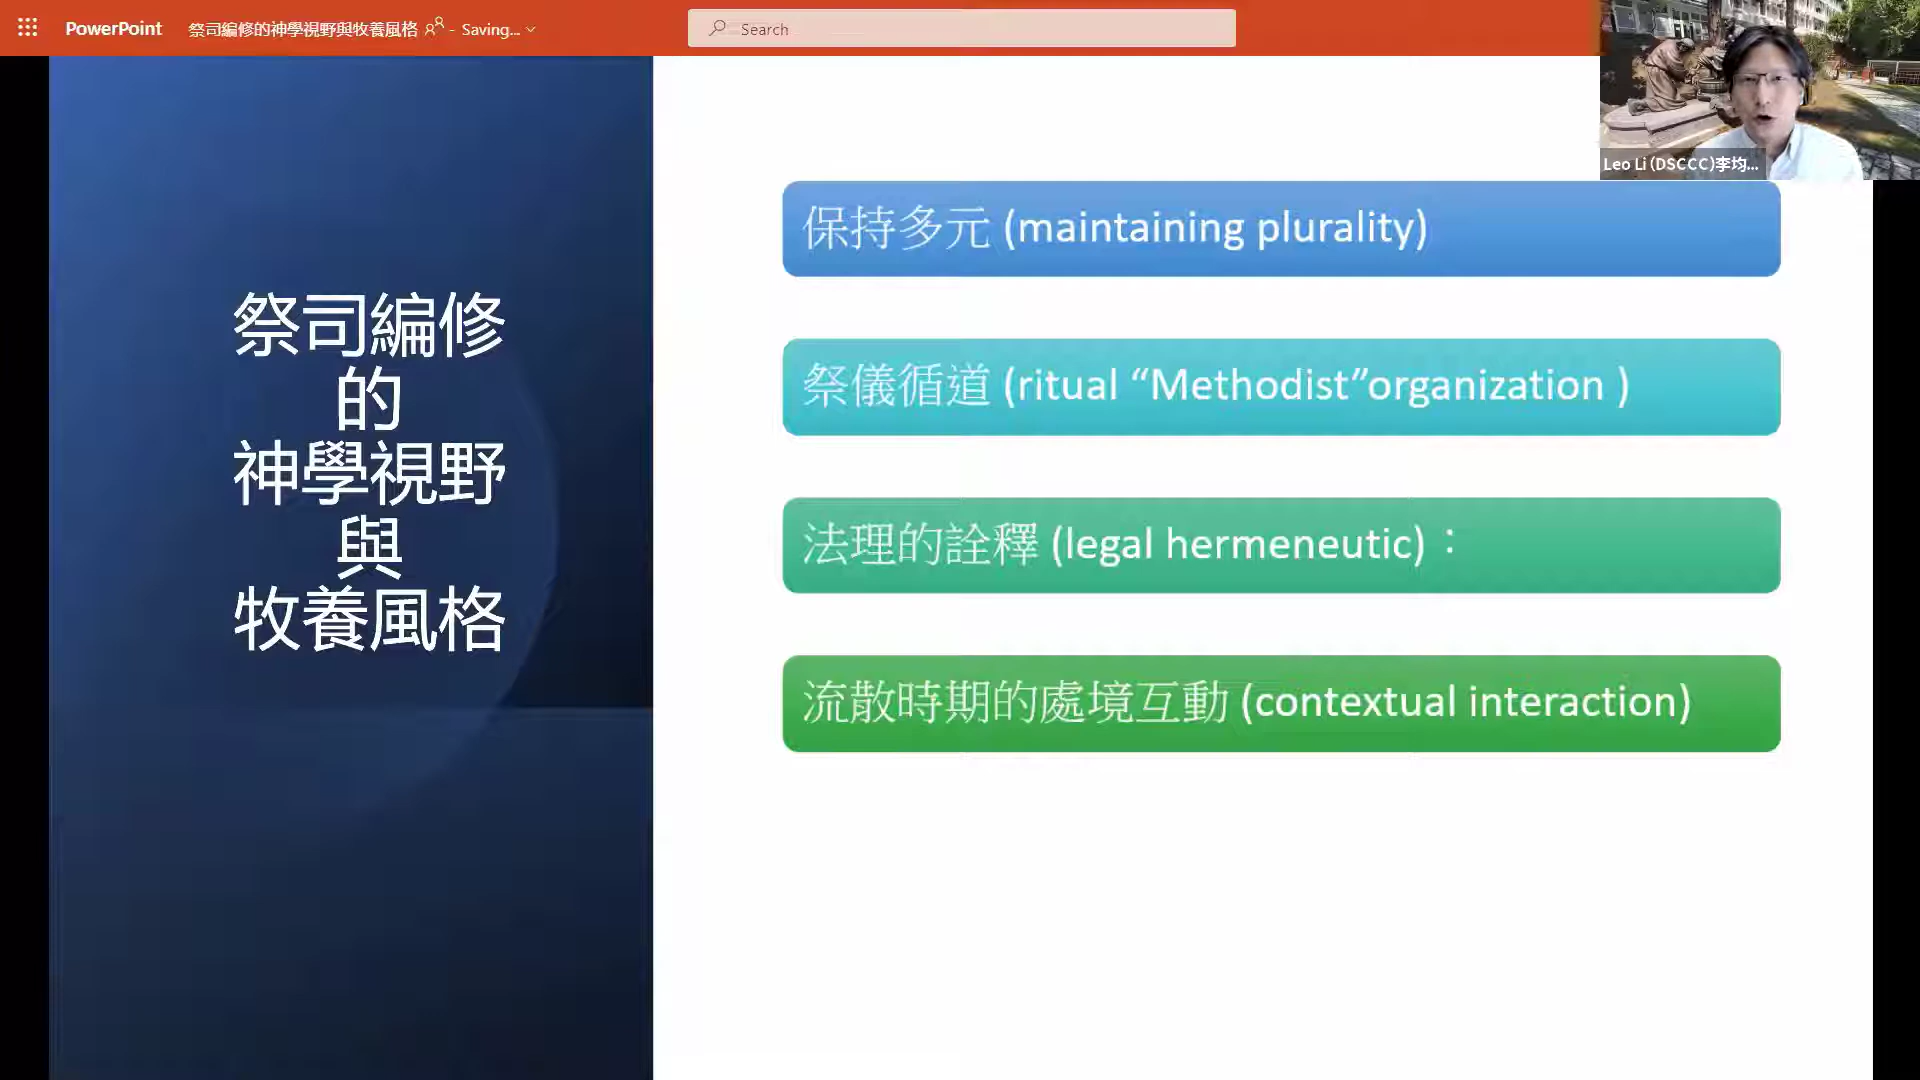 PowerPoint
祭司編修的神學視野與牧養風格 - Saving...
Search
Leo Li (DSCCC)李均...
祭司編修
的
神學視野
與
牧養風格
保持多元 (maintaining plurality)
祭儀循道 (ritual “Methodist”organization )
法理的詮釋 (legal hermeneutic)：
流散時期的處境互動 (contextual interaction)